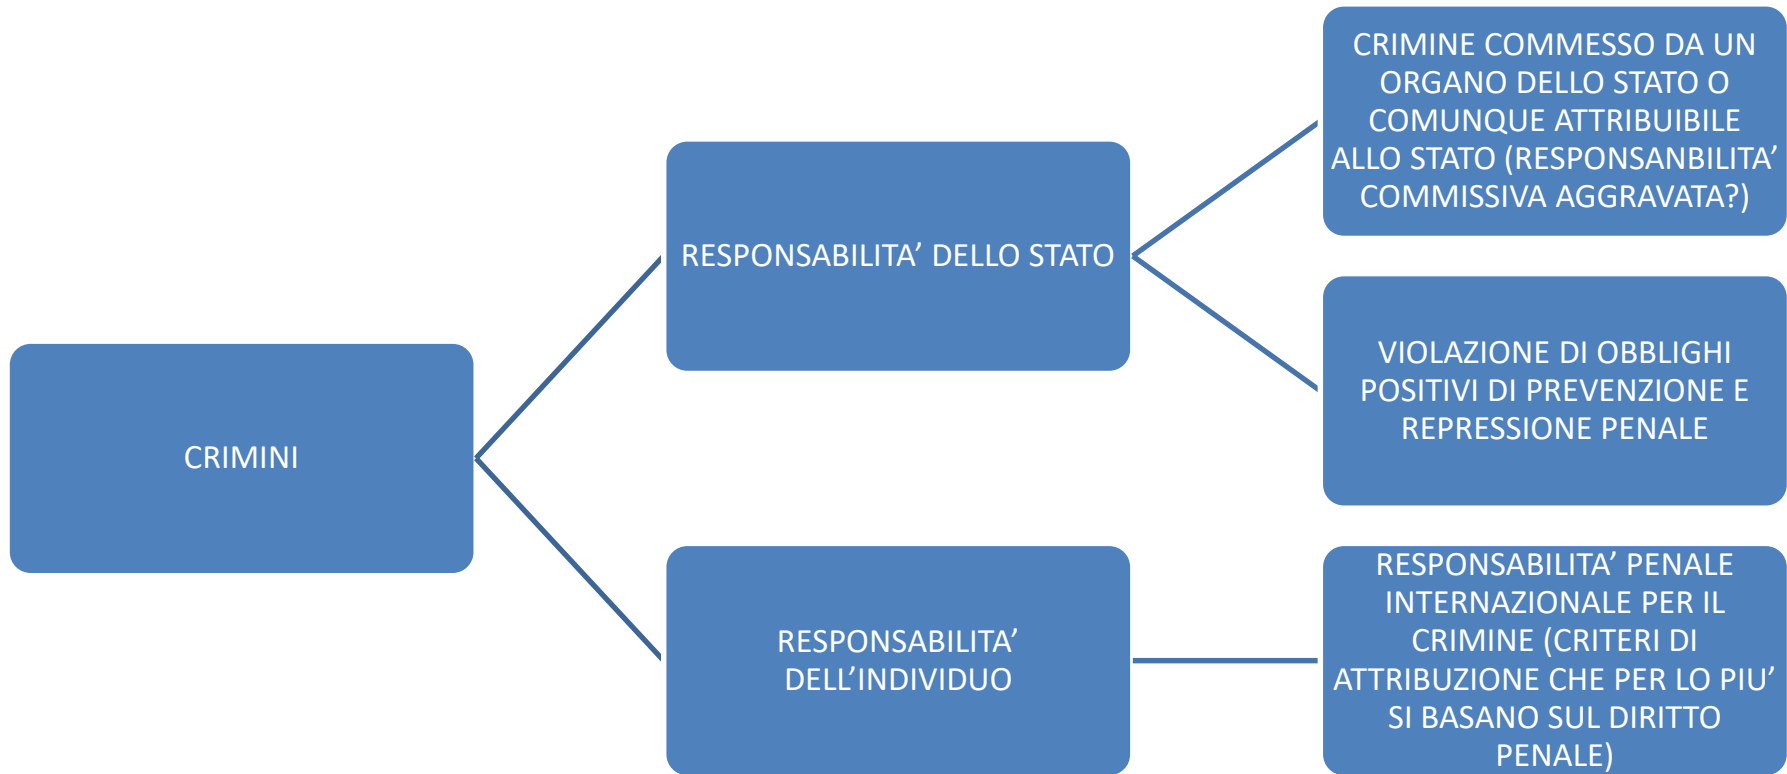 CRIMINI
RESPONSABILITA’ DELLO STATO
CRIMINE COMMESSO DA UN
ORGANO DELLO STATO O
COMUNQUE ATTRIBUIBILE
ALLO STATO (RESPONSANBILITA’
COMMISSIVA AGGRAVATA?)
VIOLAZIONE DI OBBLIGHI
POSITIVI DI PREVENZIONE E
REPRESSIONE PENALE
RESPONSABILITA’
DELL’INDIVIDUO
RESPONSABILITA’ PENALE
INTERNAZIONALE PER IL
CRIMINE (CRITERI DI
ATTRIBUZIONE CHE PER LO PIU’
SI BASANO SUL DIRITTO
PENALE)